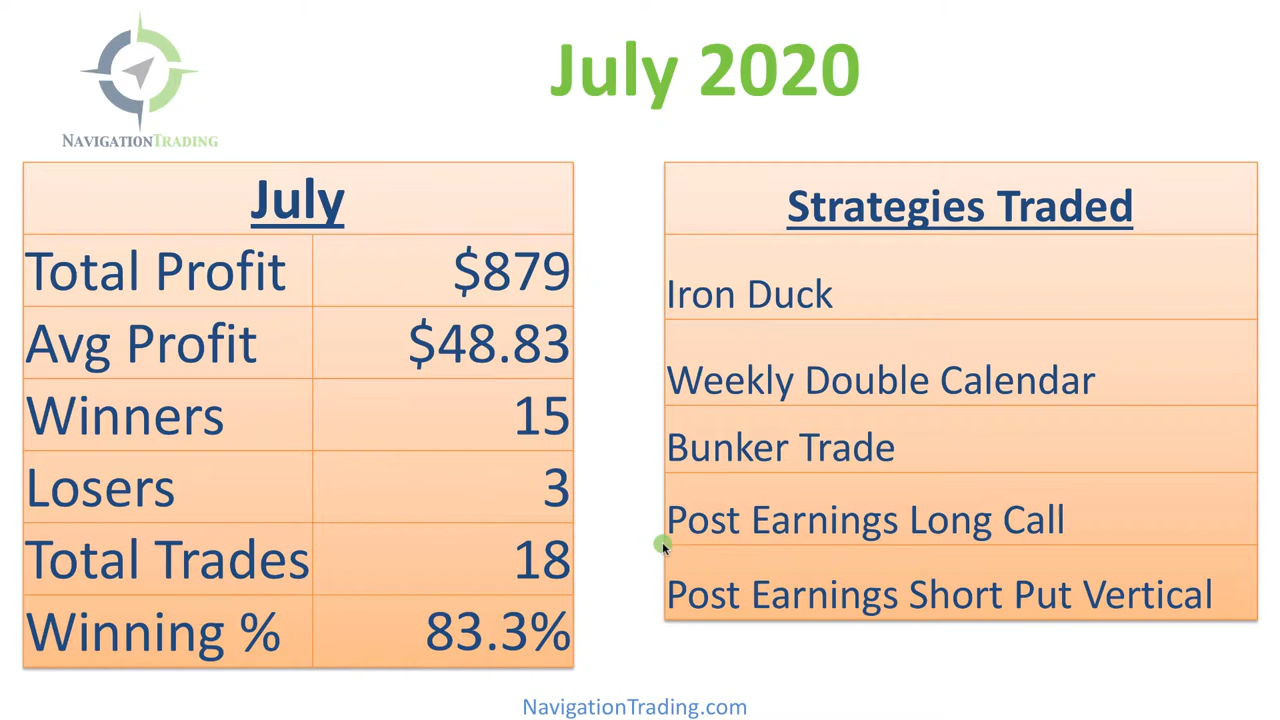 July 2020
NAVIGATIONTRADING
July
Total Profit $879
Avg Profit $48.83
Winners 15
Losers 3
Total Trades 18
Winning % 83.3%
Strategies Traded
Iron Duck
Weekly Double Calendar
Bunker Trade
Post Earnings Long Call
Post Earnings Short Put Vertical
NavigationTrading.com